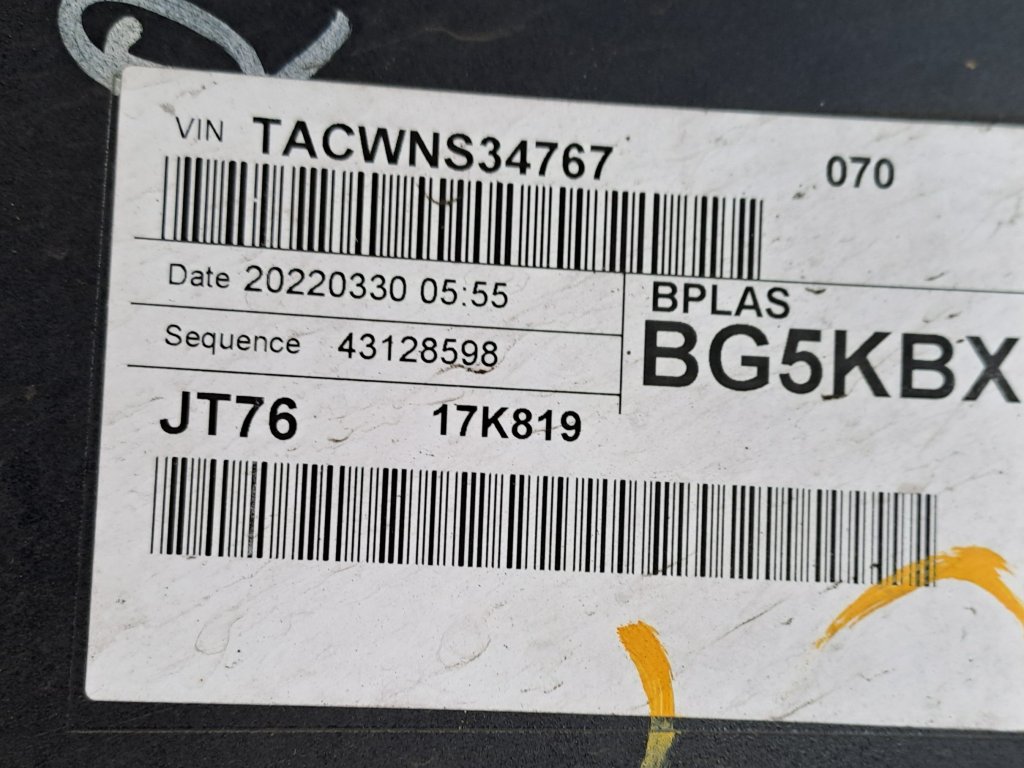 VIN TACWNS34767 070
Date 20220330 05:55
BPLAS
Sequence 43128598
BG5KBX
JT76 17K819